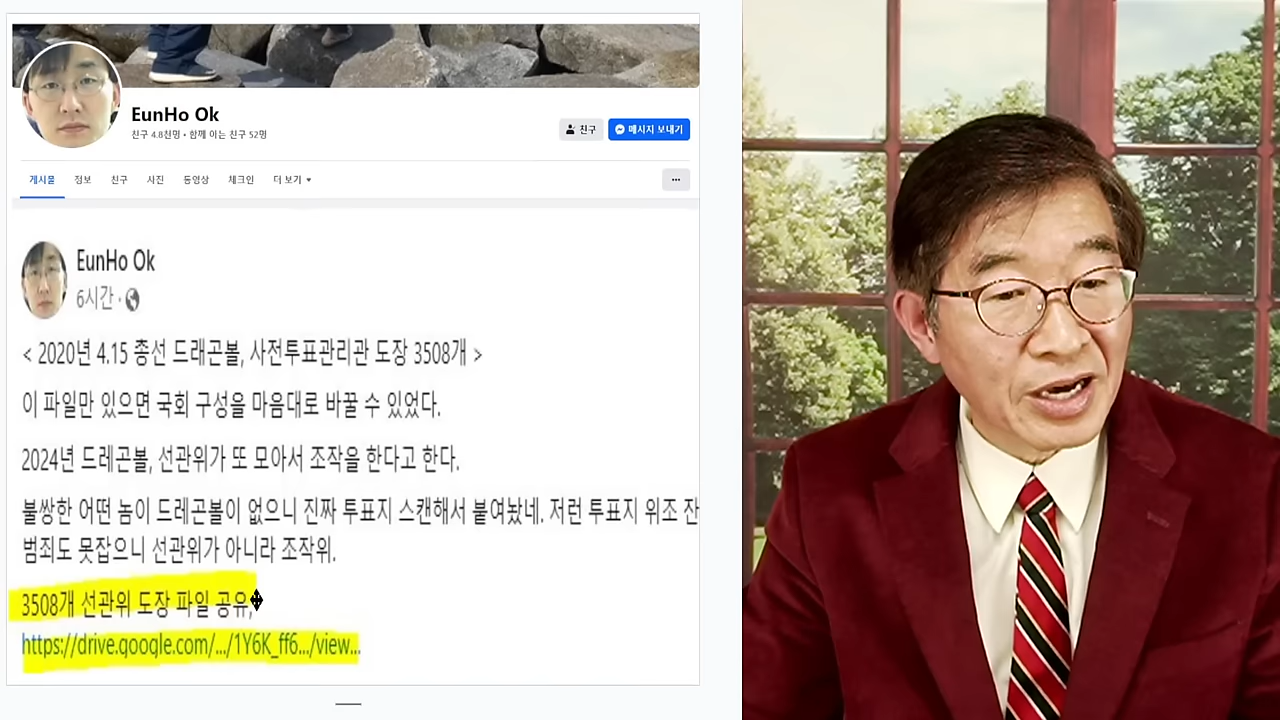 EunHo Ok
친구 4.8천명 • 함께 아는 친구 52명
친구
메시지 보내기
게시물 정보 친구 사진 동영상 체크인 더 보기
EunHo Ok
6시간 ·
< 2020년 4.15 총선 드래곤볼, 사전투표관리관 도장 3508개 >
이 파일만 있으면 국회 구성을 마음대로 바꿀 수 있었다.
2024년 드레곤볼, 선관위가 또 모아서 조작을 한다고 한다.
불쌍한 어떤 놈이 드레곤볼이 없으니 진짜 투표지 스캔해서 붙여놨네. 저런 투표지 위조 잔
범죄도 못잡으니 선관위가 아니라 조작위.
3508개 선관위 도장 파일 공유,
https://drive.google.com/.../1Y6K_ff6.../view...